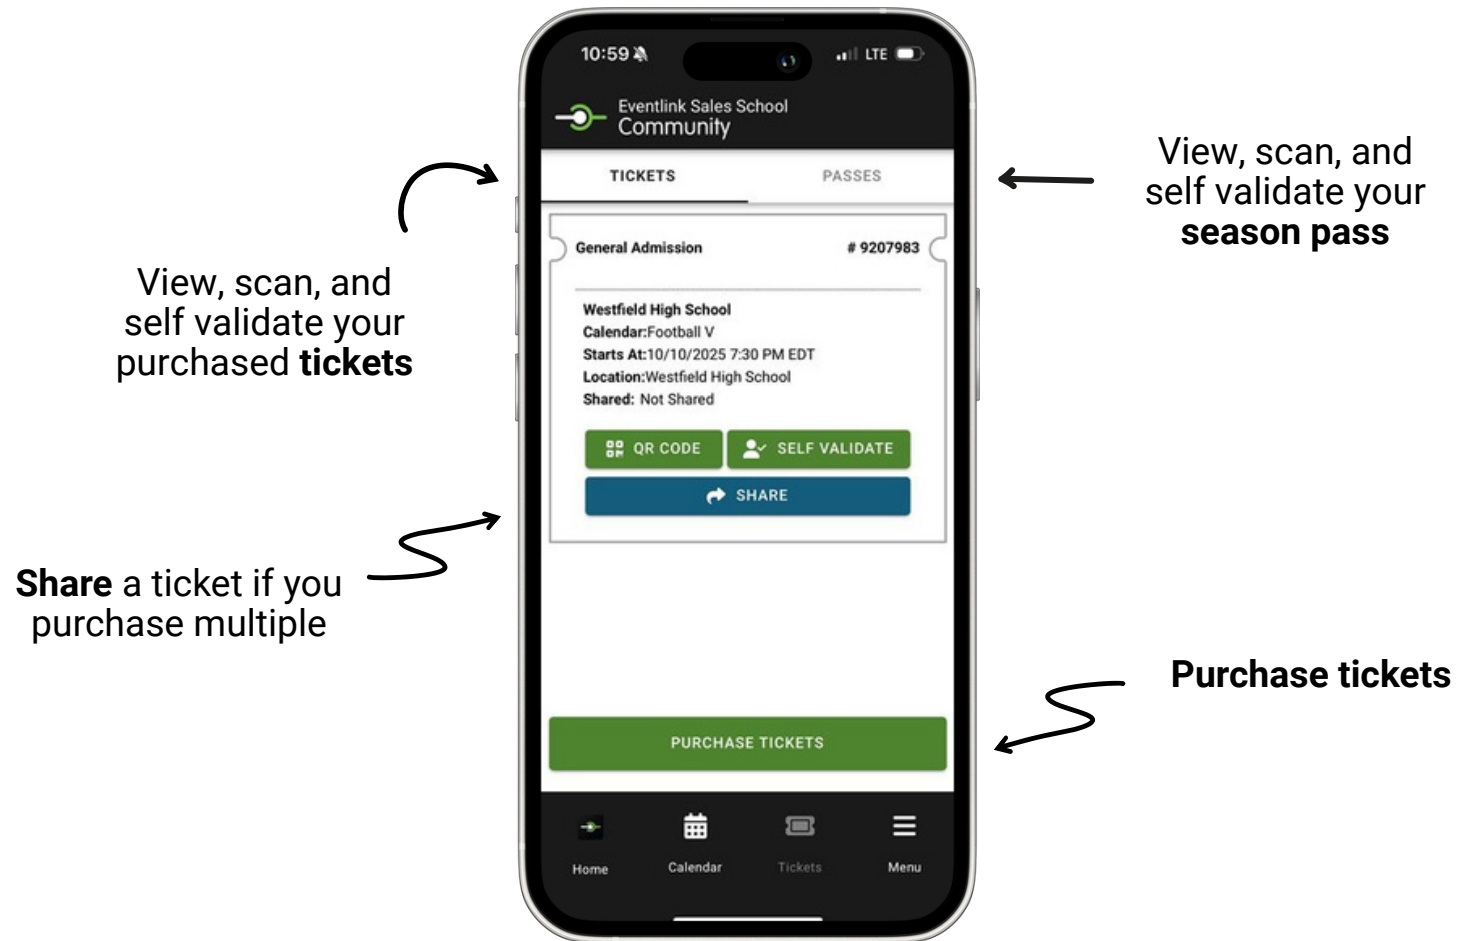 10:59
LTE
Eventlink Sales School
Community
TICKETS
PASSES
General Admission
# 9207983
Westfield High School
Calendar:Football V
Starts At:10/10/2025 7:30 PM EDT
Location:Westfield High School
Shared: Not Shared
QR CODE
SELF VALIDATE
SHARE
PURCHASE TICKETS
Home
Calendar
Tickets
Menu
View, scan, and
self validate your
purchased tickets
Share a ticket if you
purchase multiple
View, scan, and
self validate your
season pass
Purchase tickets